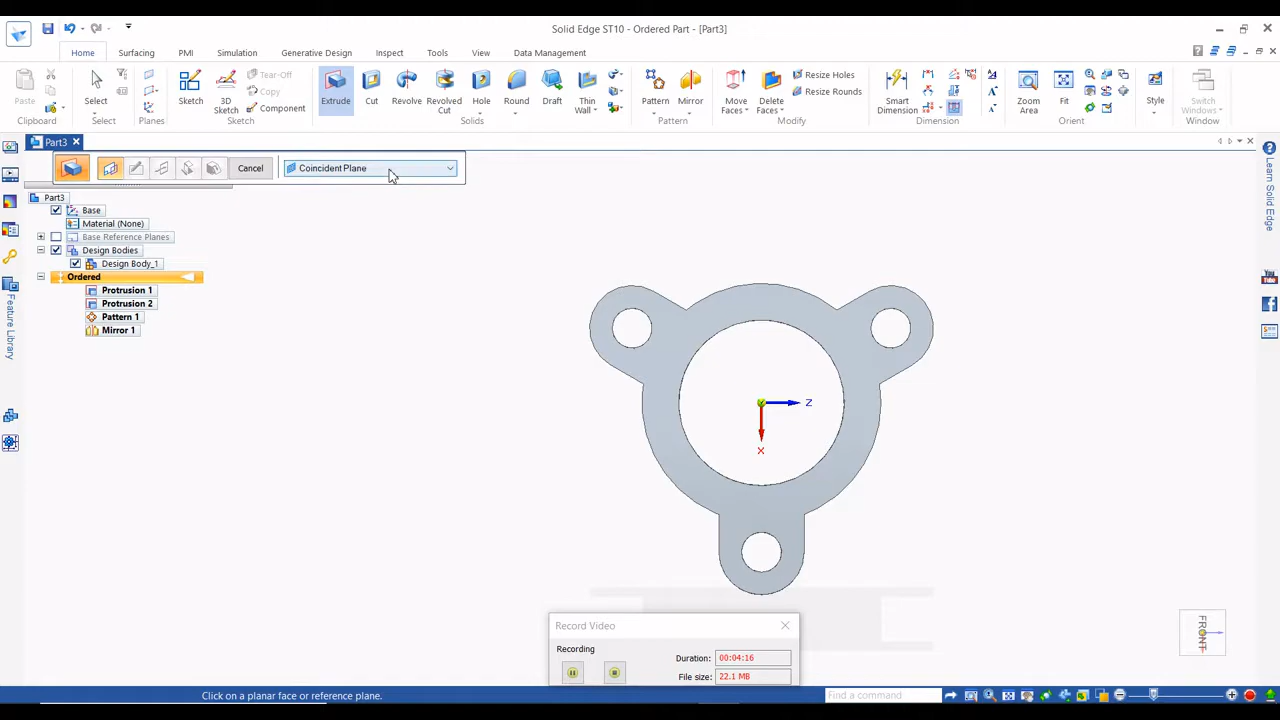 Solid Edge ST10 - Ordered Part - [Part3]
Home Surfacing PMI Simulation Generative Design Inspect Tools View Data Management
Paste Select Sketch 3D Sketch Tear-Off Copy Component Extrude Cut Revolve Revolved Cut Hole Round Draft Thin Wall Pattern Mirror Move Faces Delete Faces Resize Holes Resize Rounds Smart Dimension Zoom Area Fit Style Switch Windows
Clipboard Select Planes Sketch Solids Pattern Modify Dimension Orient Style Window
Part3
Cancel Coincident Plane
Part3
Base
Material (None)
Base Reference Planes
Design Bodies
Design Body_1
Ordered
Protrusion 1
Protrusion 2
Pattern 1
Mirror 1
Feature Library
Learn Solid Edge
You Tube
Z
X
FRONT
Record Video
Recording
Duration: 00:04:16
File size: 22.1 MB
Click on a planar face or reference plane.
Find a command